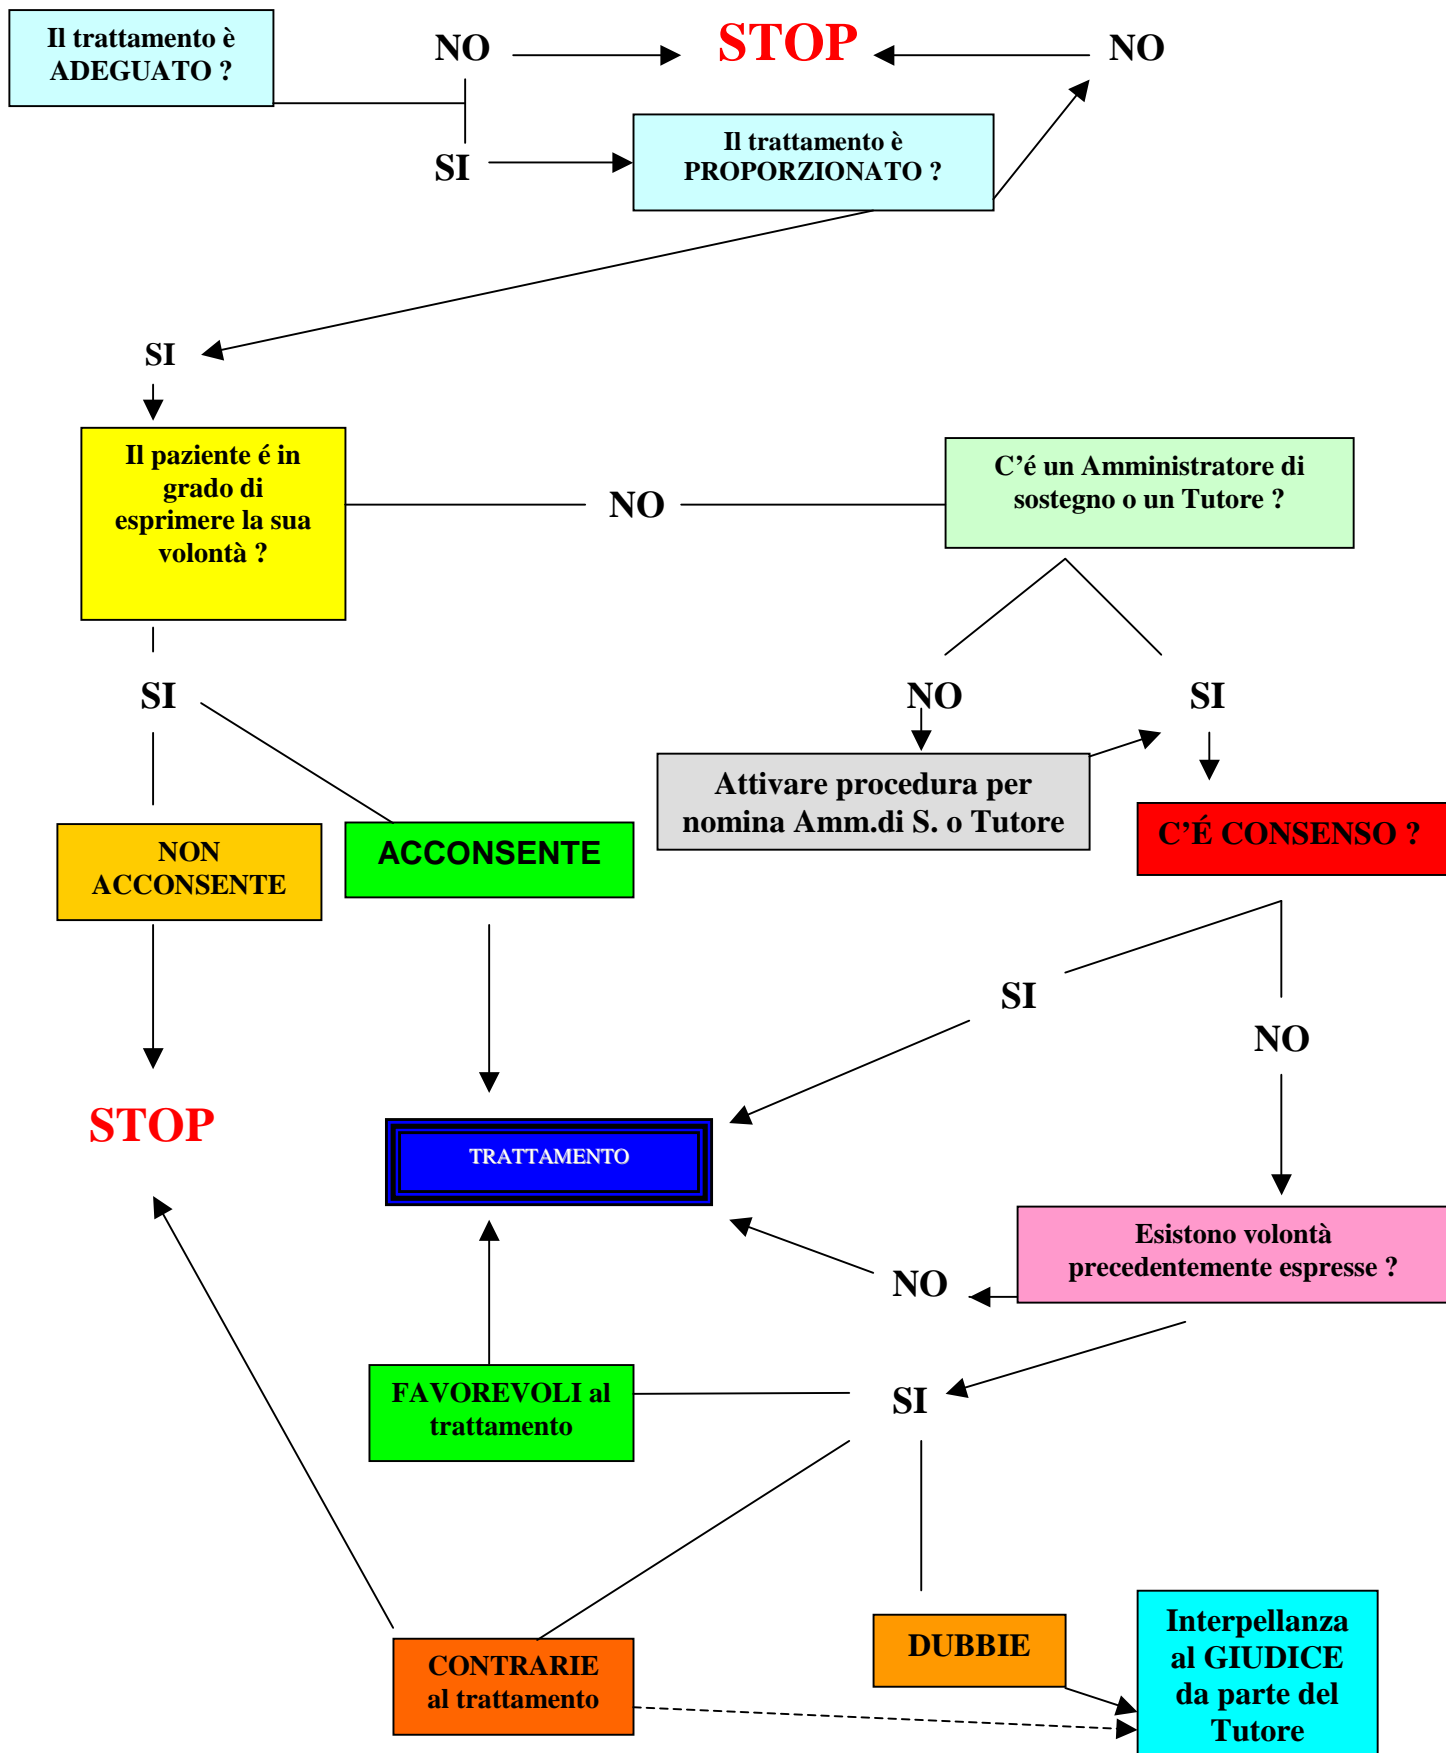 Il trattamento è
ADEGUATO ?
NO
STOP
NO
SI
Il trattamento è
PROPORZIONATO ?
SI
Il paziente é in
grado di
esprimere la sua
volontà ?
NO
C'é un Amministratore di
sostegno o un Tutore ?
SI
NO
SI
Attivare procedura per
nomina Amm.di S. o Tutore
C'É CONSENSO ?
NON
ACCONSENTE
ACCONSENTE
SI
NO
STOP
TRATTAMENTO
Esistono volontà
precedentemente espresse ?
NO
FAVOREVOLI al
trattamento
SI
CONTRARIE
al trattamento
DUBBIE
Interpellanza
al GIUDICE
da parte del
Tutore